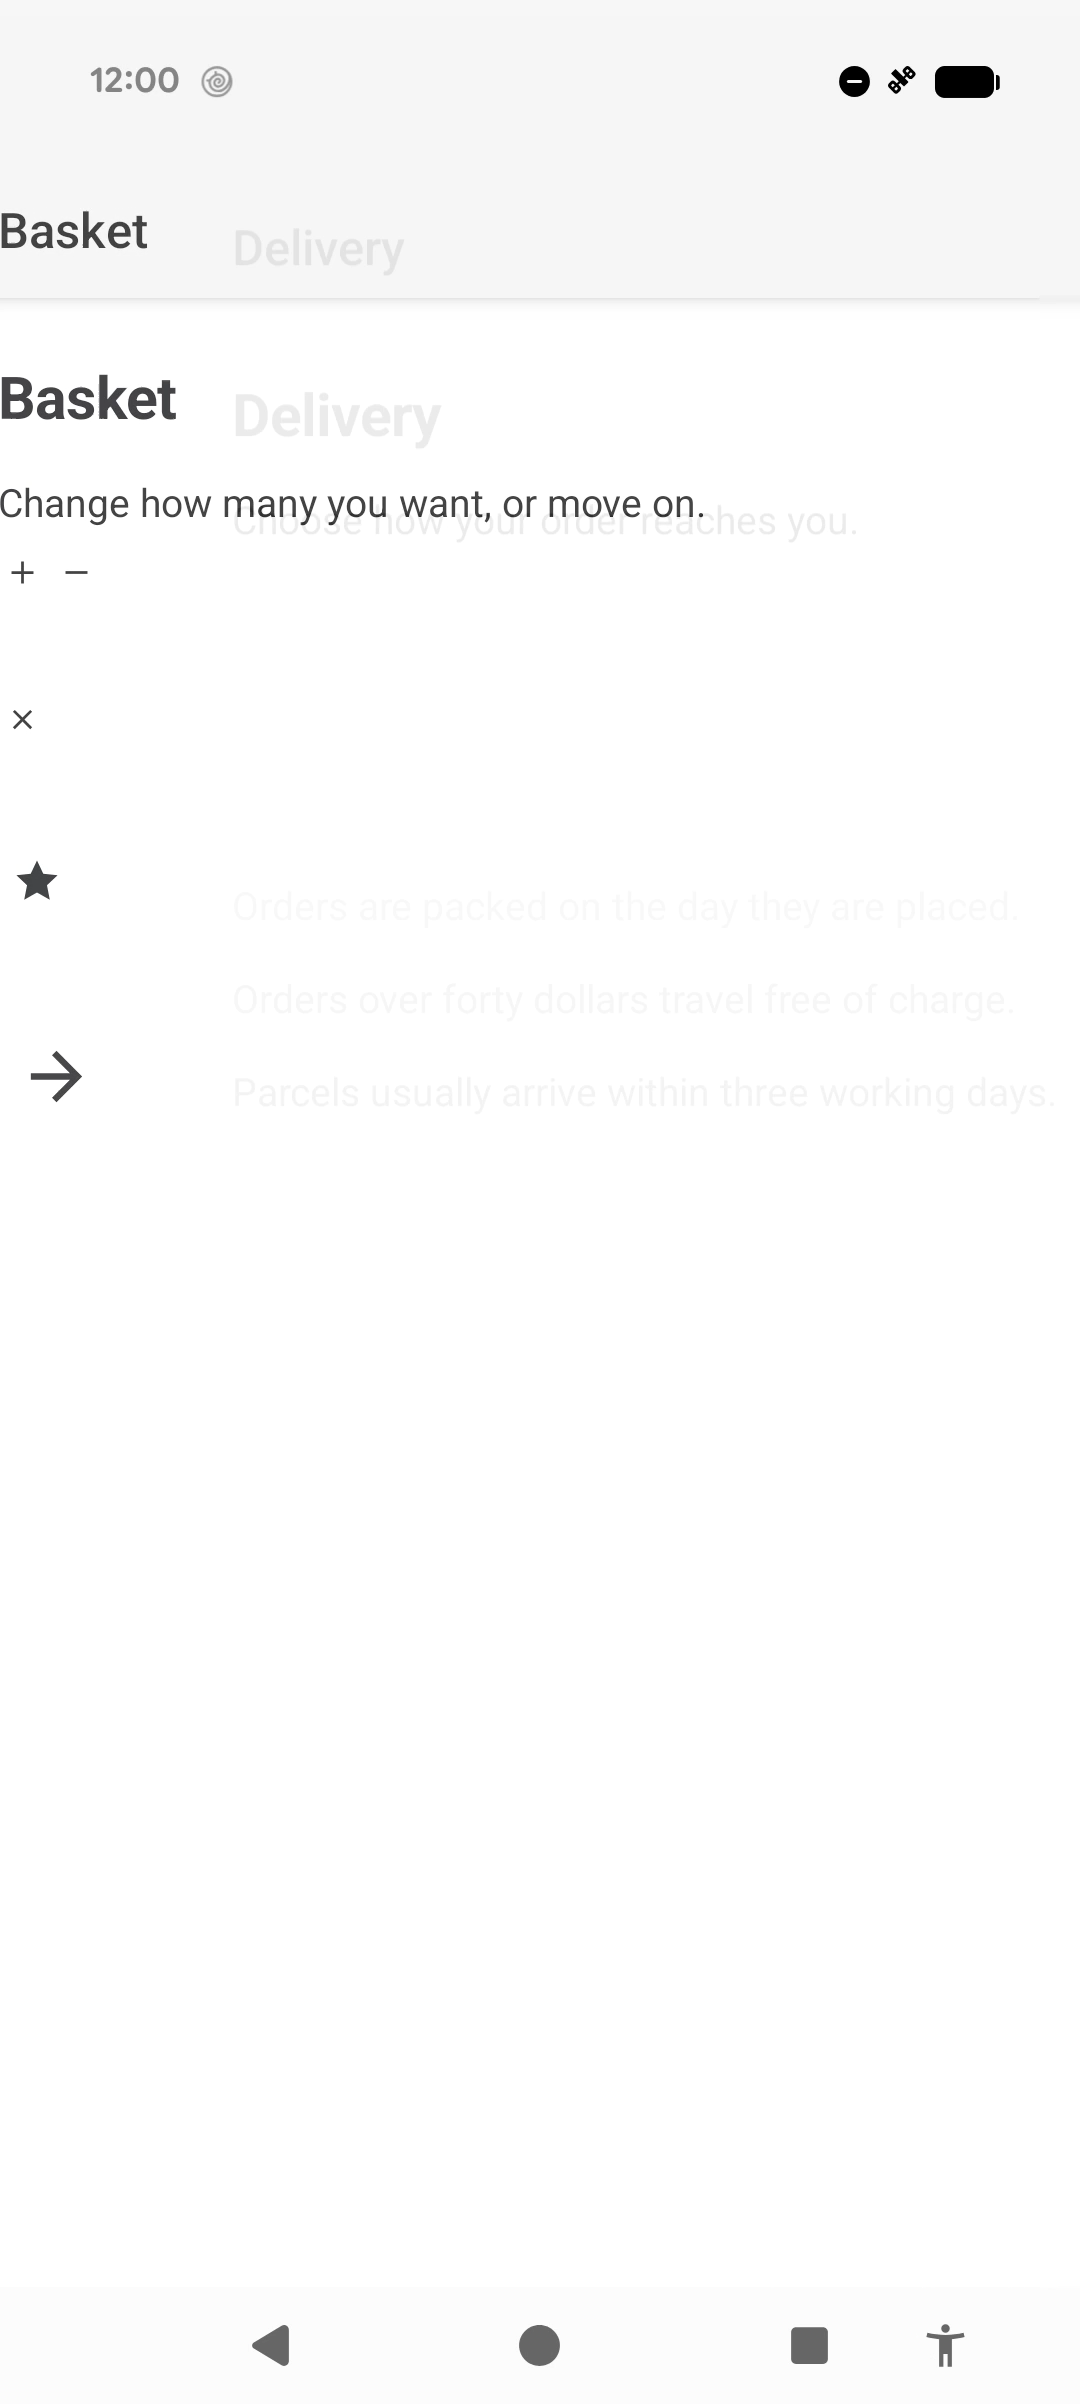 12:00
Basket
Delivery
Basket
Delivery
Change how many you want, or move on.
Choose how your order reaches you.
Orders are packed on the day they are placed.
Orders over forty dollars travel free of charge.
Parcels usually arrive within three working days.